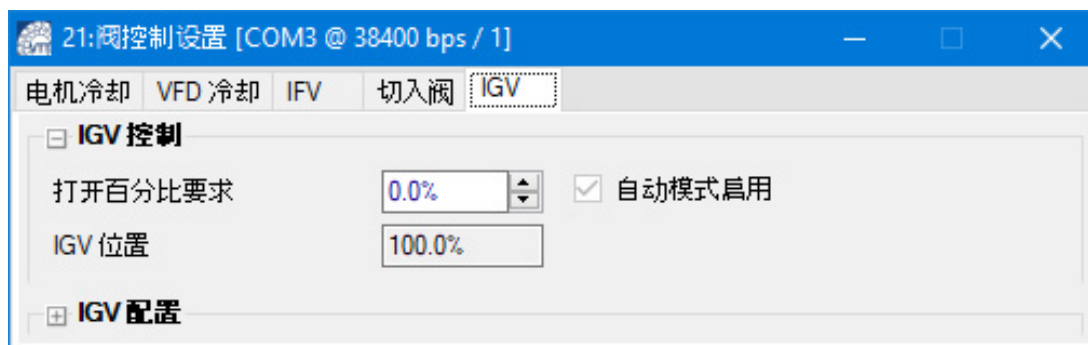 21:阀控制设置 [COM3 @ 38400 bps / 1]
电机冷却 VFD 冷却 IFV 切入阀 IGV
IGV 控制
打开百分比要求 0.0% 自动模式启用
IGV 位置 100.0%
IGV 配置